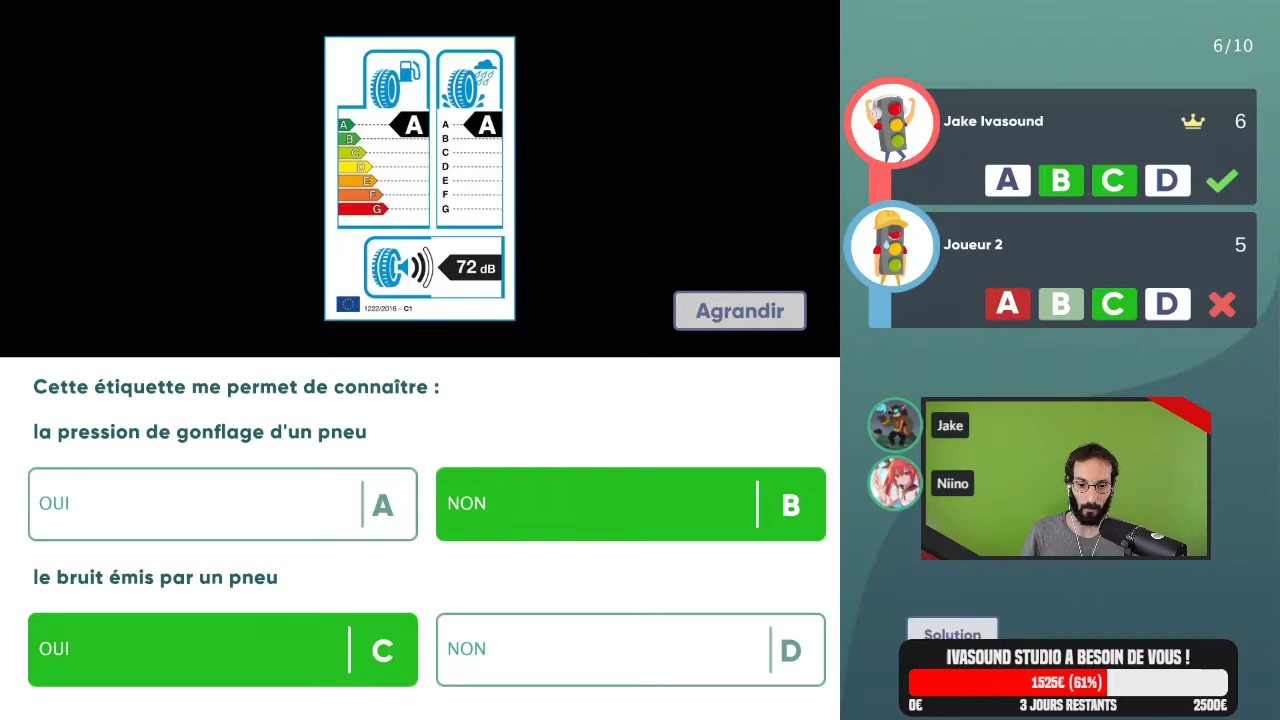 6/10
A
B
C
D
E
F
G
A
A
B
C
D
E
F
G
A
72 dB
1222/2016 - C1
Agrandir
Cette étiquette me permet de connaître :
la pression de gonflage d'un pneu
OUI A
NON B
le bruit émis par un pneu
OUI C
NON D
Jake Ivasound 6
A B C D
Joueur 2 5
A B C D
Jake
Niino
Solution
IVASOUND STUDIO A BESOIN DE VOUS !
1525€ (61%)
0€ 3 JOURS RESTANTS 2500€